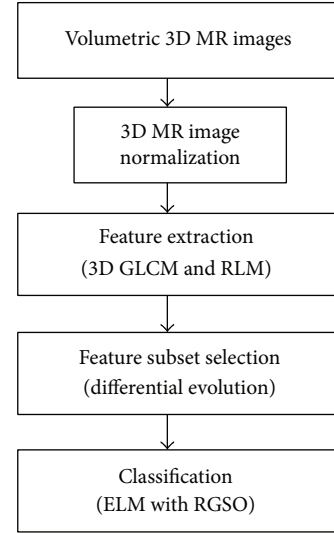 Volumetric 3D MR images
3D MR image
normalization
Feature extraction
(3D GLCM and RLM)
Feature subset selection
(differential evolution)
Classification
(ELM with RGSO)